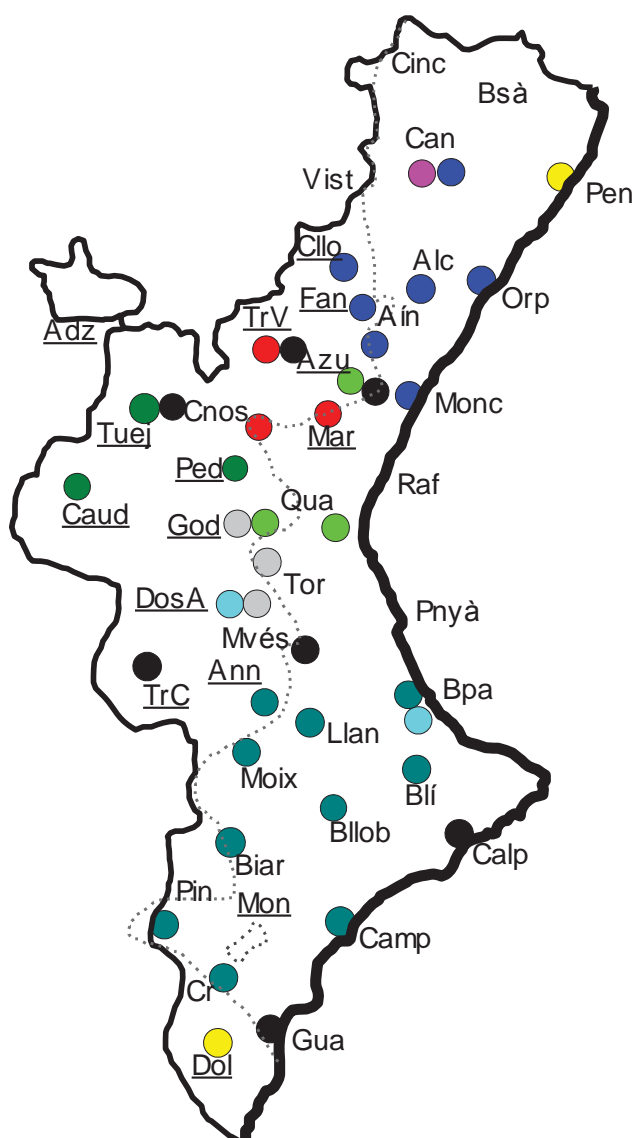 Cinc
Bsà
Can
Vist
Pen
Cllo
Alc
Fan
Orp
Aín
TrV
Adz
Azu
Monc
Cnos
Mar
Tuej
Ped
Raf
Caud
Qua
God
Tor
DosA
Pnyà
Mvés
Ann
Bpa
TrC
Llan
Moix
Blí
Bllob
Calp
Biar
Pin
Mon
Camp
Cr
Gua
Dol